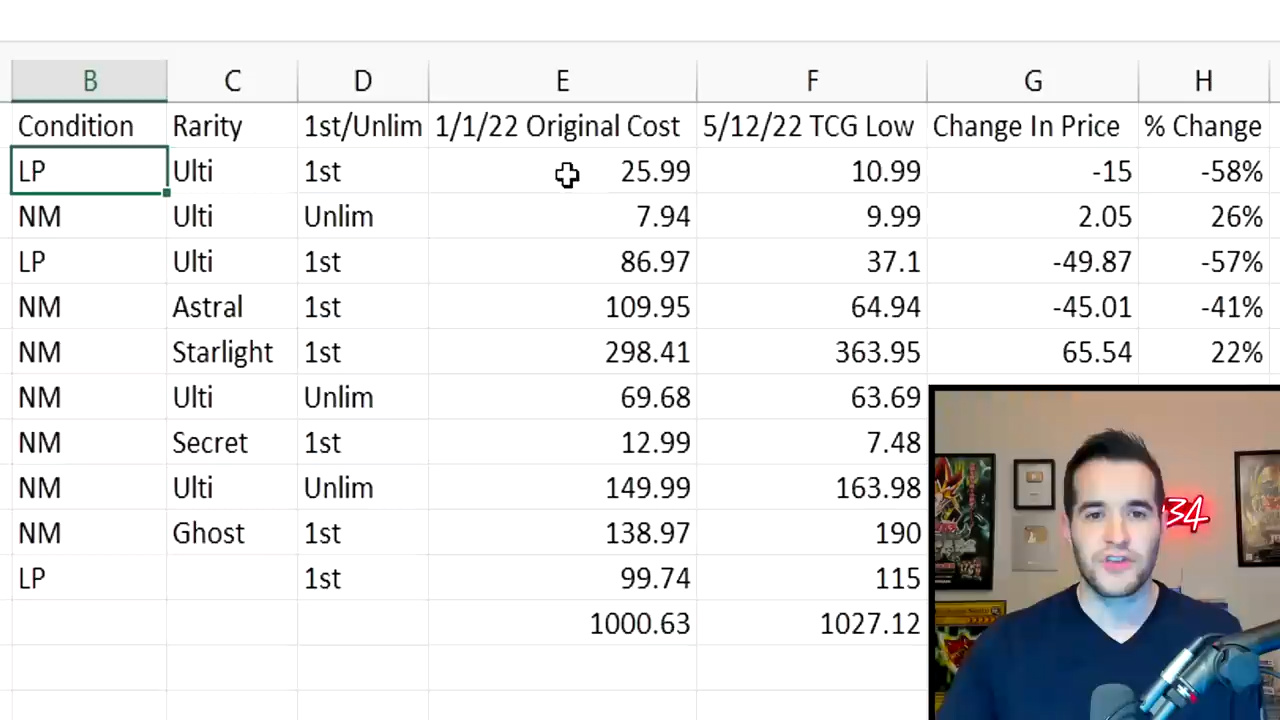 B C D E F G H
Condition Rarity 1st/Unlim 1/1/22 Original Cost 5/12/22 TCG Low Change In Price % Change
LP Ulti 1st 25.99 10.99 -15 -58%
NM Ulti Unlim 7.94 9.99 2.05 26%
LP Ulti 1st 86.97 37.1 -49.87 -57%
NM Astral 1st 109.95 64.94 -45.01 -41%
NM Starlight 1st 298.41 363.95 65.54 22%
NM Ulti Unlim 69.68 63.69
NM Secret 1st 12.99 7.48
NM Ulti Unlim 149.99 163.98
NM Ghost 1st 138.97 190
LP 1st 99.74 115
1000.63 1027.12
34